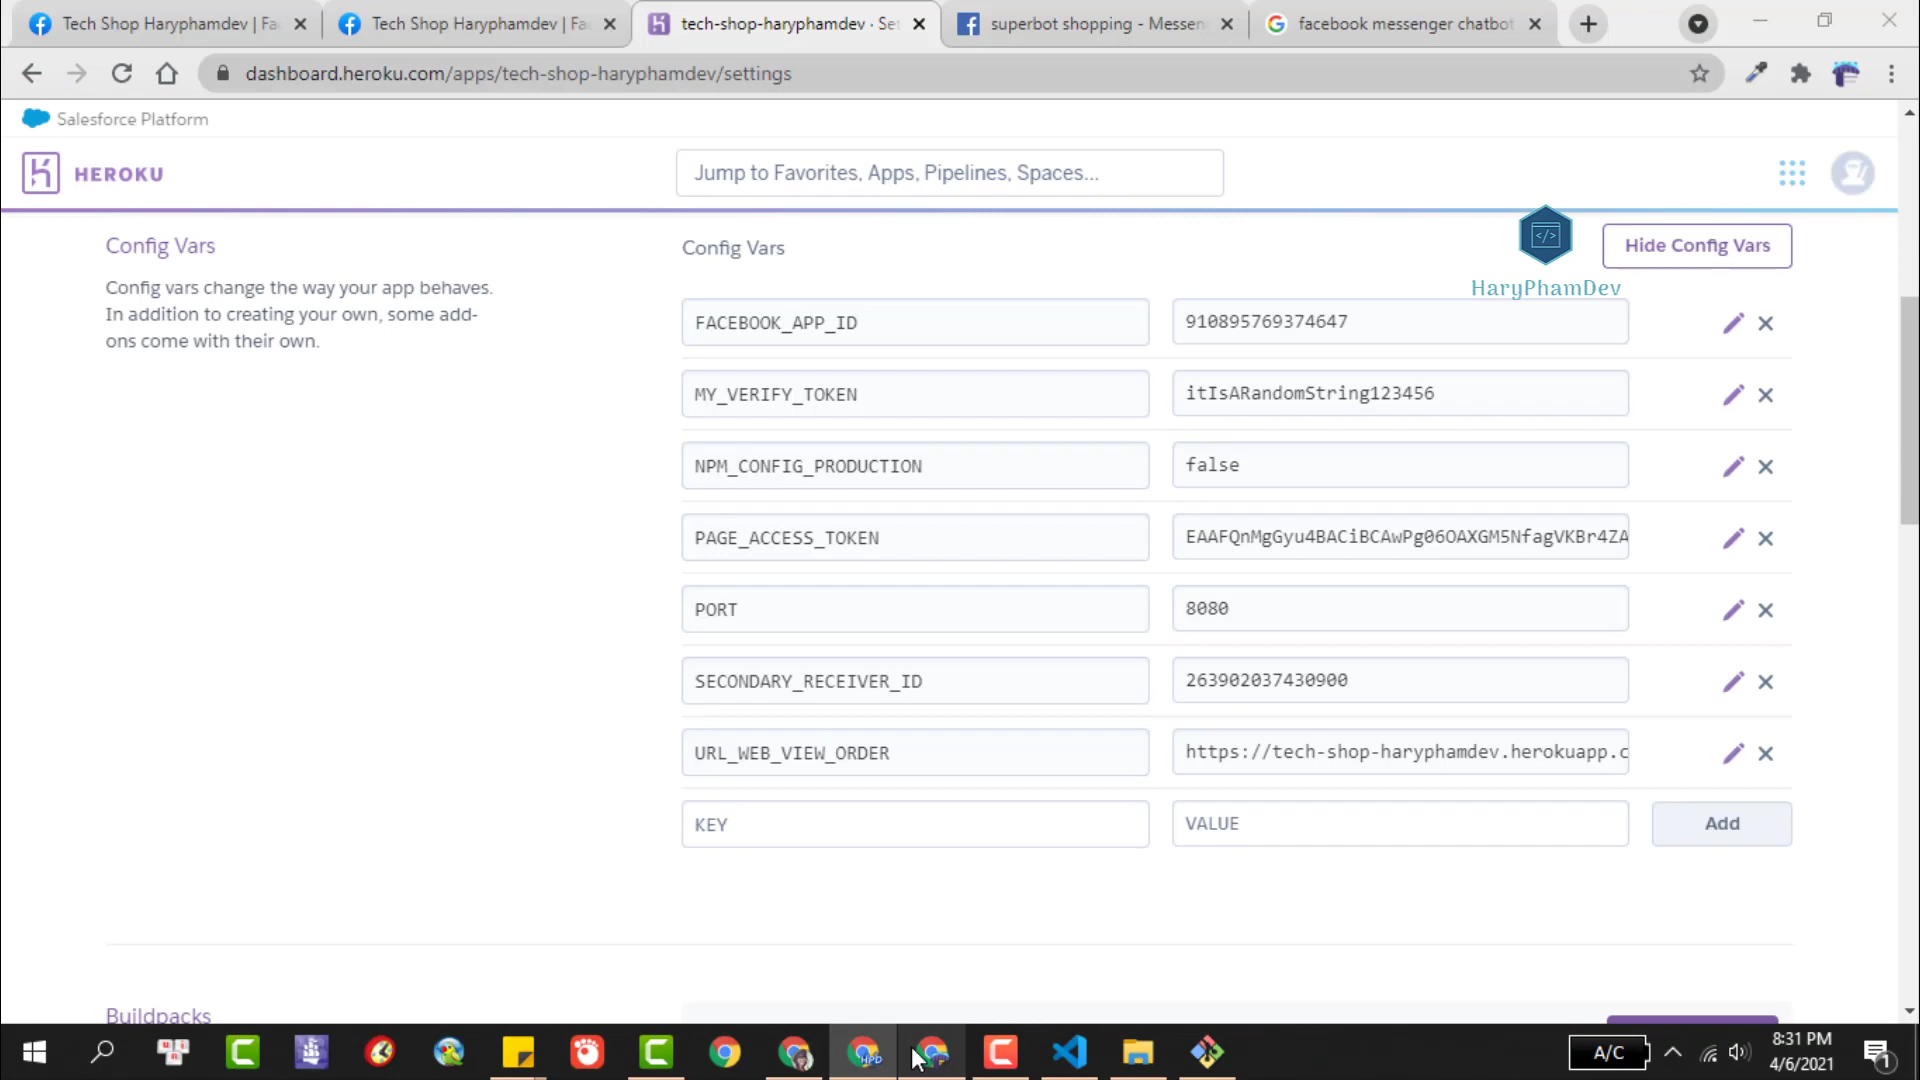 Tech Shop Haryphamdev | Fa
Tech Shop Haryphamdev | Fa
tech-shop-haryphamdev · Set
superbot shopping - Messen
facebook messenger chatbot
dashboard.heroku.com/apps/tech-shop-haryphamdev/settings
Salesforce Platform
HEROKU
Jump to Favorites, Apps, Pipelines, Spaces...
Config Vars
Config vars change the way your app behaves.
In addition to creating your own, some add-
ons come with their own.
Config Vars
</>
HaryPhamDev
Hide Config Vars
FACEBOOK_APP_ID
910895769374647
MY_VERIFY_TOKEN
itIsARandomString123456
NPM_CONFIG_PRODUCTION
false
PAGE_ACCESS_TOKEN
EAAFQnMgGyu4BACiBCAwPg06OAXGM5NfagVKBr4ZA
PORT
8080
SECONDARY_RECEIVER_ID
263902037430900
URL_WEB_VIEW_ORDER
https://tech-shop-haryphamdev.herokuapp.c
KEY
VALUE
Add
Buildpacks
HPD
A/C
8:31 PM
4/6/2021
1